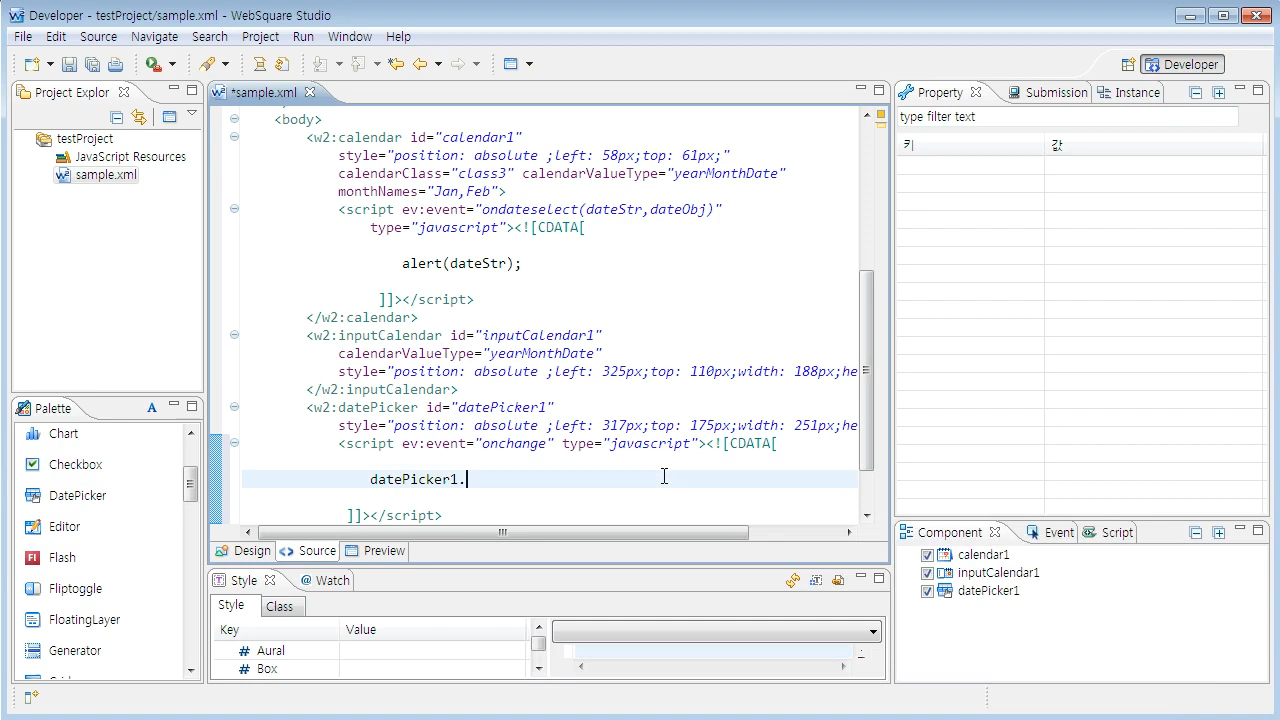 Developer - testProject/sample.xml - WebSquare Studio
File Edit Source Navigate Search Project Run Window Help
Developer
Project Explor
testProject
JavaScript Resources
sample.xml
*sample.xml
<body>
<w2:calendar id="calendar1"
style="position: absolute ;left: 58px;top: 61px;"
calendarClass="class3" calendarValueType="yearMonthDate"
monthNames="Jan,Feb">
<script ev:event="ondateselect(dateStr,dateObj)"
type="javascript"><![CDATA[
alert(dateStr);
]]></script>
</w2:calendar>
<w2:inputCalendar id="inputCalendar1"
calendarValueType="yearMonthDate"
style="position: absolute ;left: 325px;top: 110px;width: 188px;he
</w2:inputCalendar>
<w2:datePicker id="datePicker1"
style="position: absolute ;left: 317px;top: 175px;width: 251px;he
<script ev:event="onchange" type="javascript"><![CDATA[
datePicker1.
]]></script>
Design Source Preview
Property Submission Instance
type filter text
키 값
Palette
Chart
Checkbox
DatePicker
Editor
Flash
Fliptoggle
FloatingLayer
Generator
Style Watch
Style Class
Key Value
Aural
Box
Component Event Script
calendar1
inputCalendar1
datePicker1